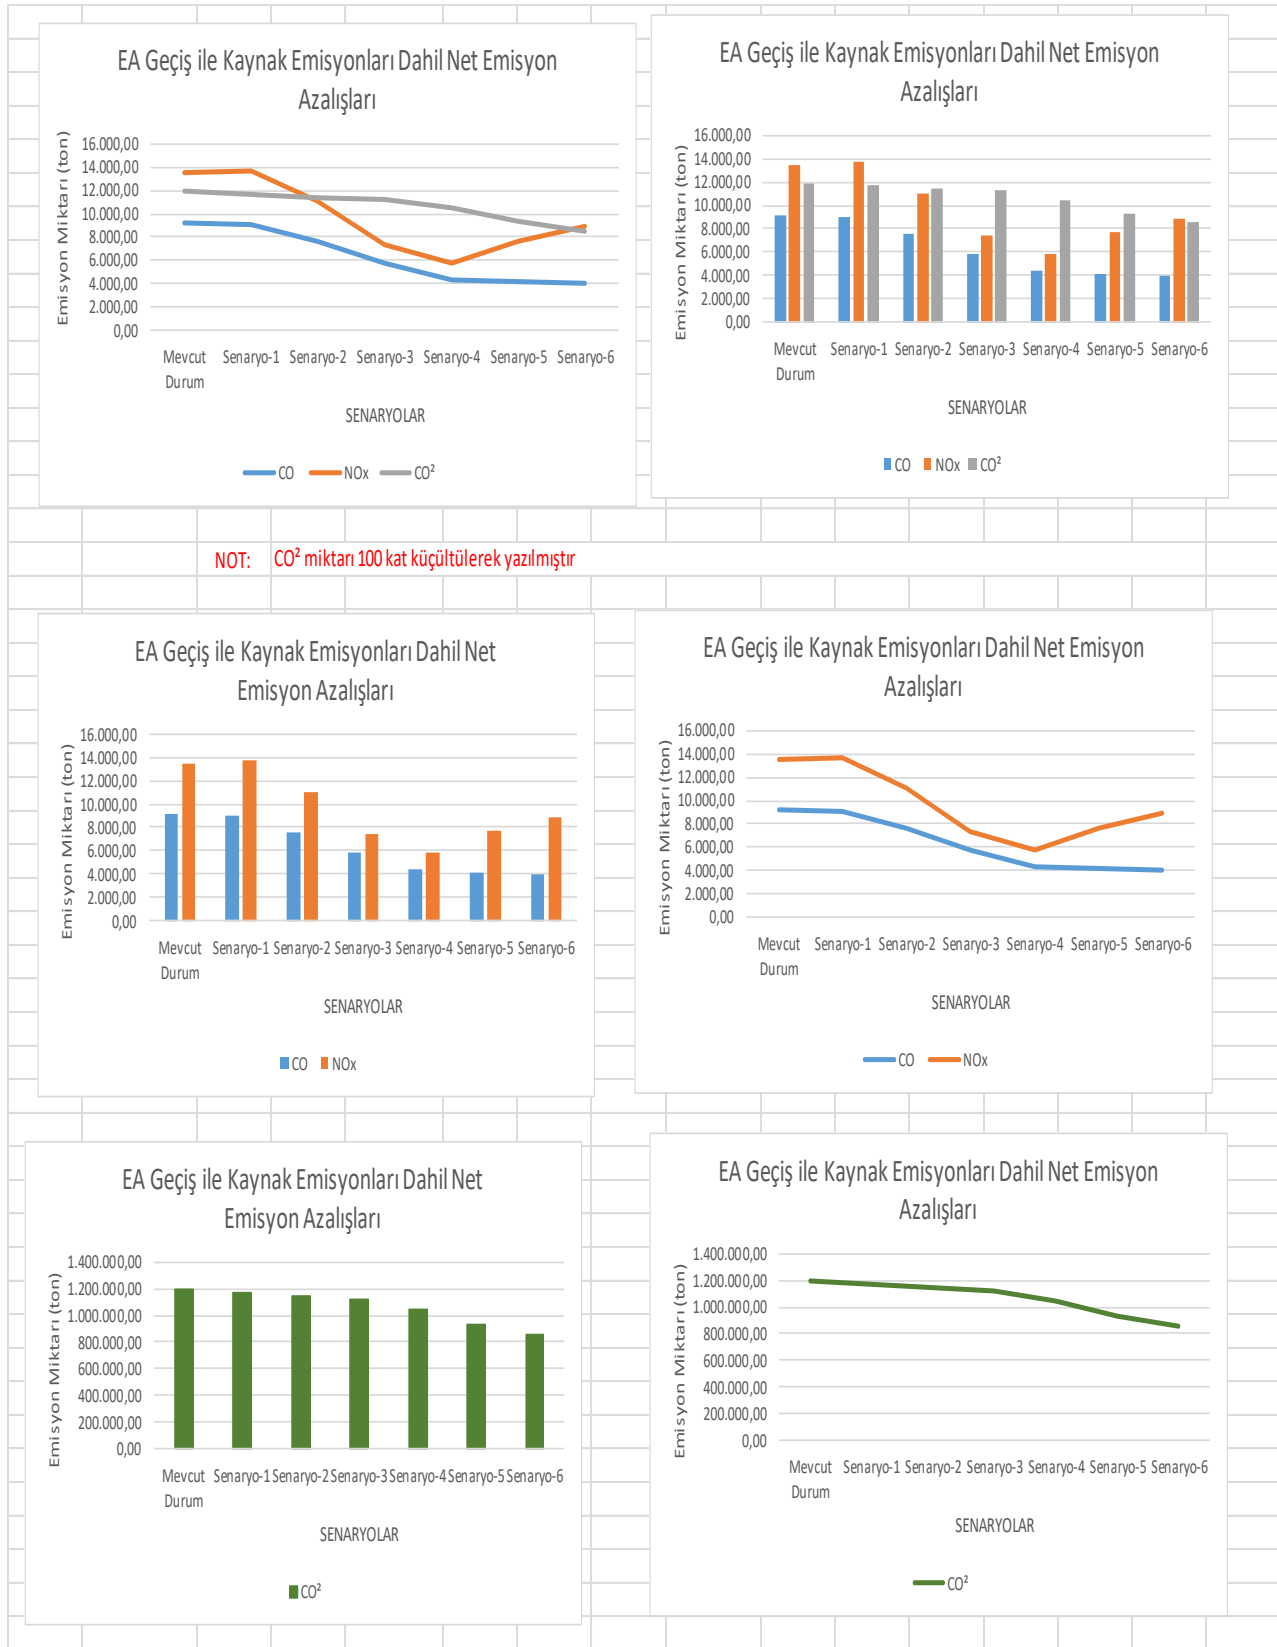 EA Geçiş ile Kaynak Emisyonları Dahil Net Emisyon
Azalışları
Emisyon Miktarı (ton)
16.000,00
14.000,00
12.000,00
10.000,00
8.000,00
6.000,00
4.000,00
2.000,00
0,00
Mevcut Durum Senaryo-1 Senaryo-2 Senaryo-3 Senaryo-4 Senaryo-5 Senaryo-6
SENARYOLAR
CO NOx CO²
EA Geçiş ile Kaynak Emisyonları Dahil Net Emisyon
Azalışları
Emisyon Miktarı (ton)
16.000,00
14.000,00
12.000,00
10.000,00
8.000,00
6.000,00
4.000,00
2.000,00
0,00
Mevcut Durum Senaryo-1 Senaryo-2 Senaryo-3 Senaryo-4 Senaryo-5 Senaryo-6
SENARYOLAR
CO NOx CO²
NOT: CO² miktarı 100 kat küçültülerek yazılmıştır
EA Geçiş ile Kaynak Emisyonları Dahil Net
Emisyon Azalışları
Emisyon Miktarı (ton)
16.000,00
14.000,00
12.000,00
10.000,00
8.000,00
6.000,00
4.000,00
2.000,00
0,00
Mevcut Durum Senaryo-1 Senaryo-2 Senaryo-3 Senaryo-4 Senaryo-5 Senaryo-6
SENARYOLAR
CO NOx
EA Geçiş ile Kaynak Emisyonları Dahil Net Emisyon
Azalışları
Emisyon Miktarı (ton)
16.000,00
14.000,00
12.000,00
10.000,00
8.000,00
6.000,00
4.000,00
2.000,00
0,00
Mevcut Durum Senaryo-1 Senaryo-2 Senaryo-3 Senaryo-4 Senaryo-5 Senaryo-6
SENARYOLAR
CO NOx
EA Geçiş ile Kaynak Emisyonları Dahil Net
Emisyon Azalışları
Emisyon Miktarı (ton)
1.400.000,00
1.200.000,00
1.000.000,00
800.000,00
600.000,00
400.000,00
200.000,00
0,00
Mevcut Durum Senaryo-1 Senaryo-2 Senaryo-3 Senaryo-4 Senaryo-5 Senaryo-6
SENARYOLAR
CO²
EA Geçiş ile Kaynak Emisyonları Dahil Net Emisyon
Azalışları
Emisyon Miktarı (ton)
1.400.000,00
1.200.000,00
1.000.000,00
800.000,00
600.000,00
400.000,00
200.000,00
0,00
Mevcut Durum Senaryo-1 Senaryo-2 Senaryo-3 Senaryo-4 Senaryo-5 Senaryo-6
SENARYOLAR
CO²